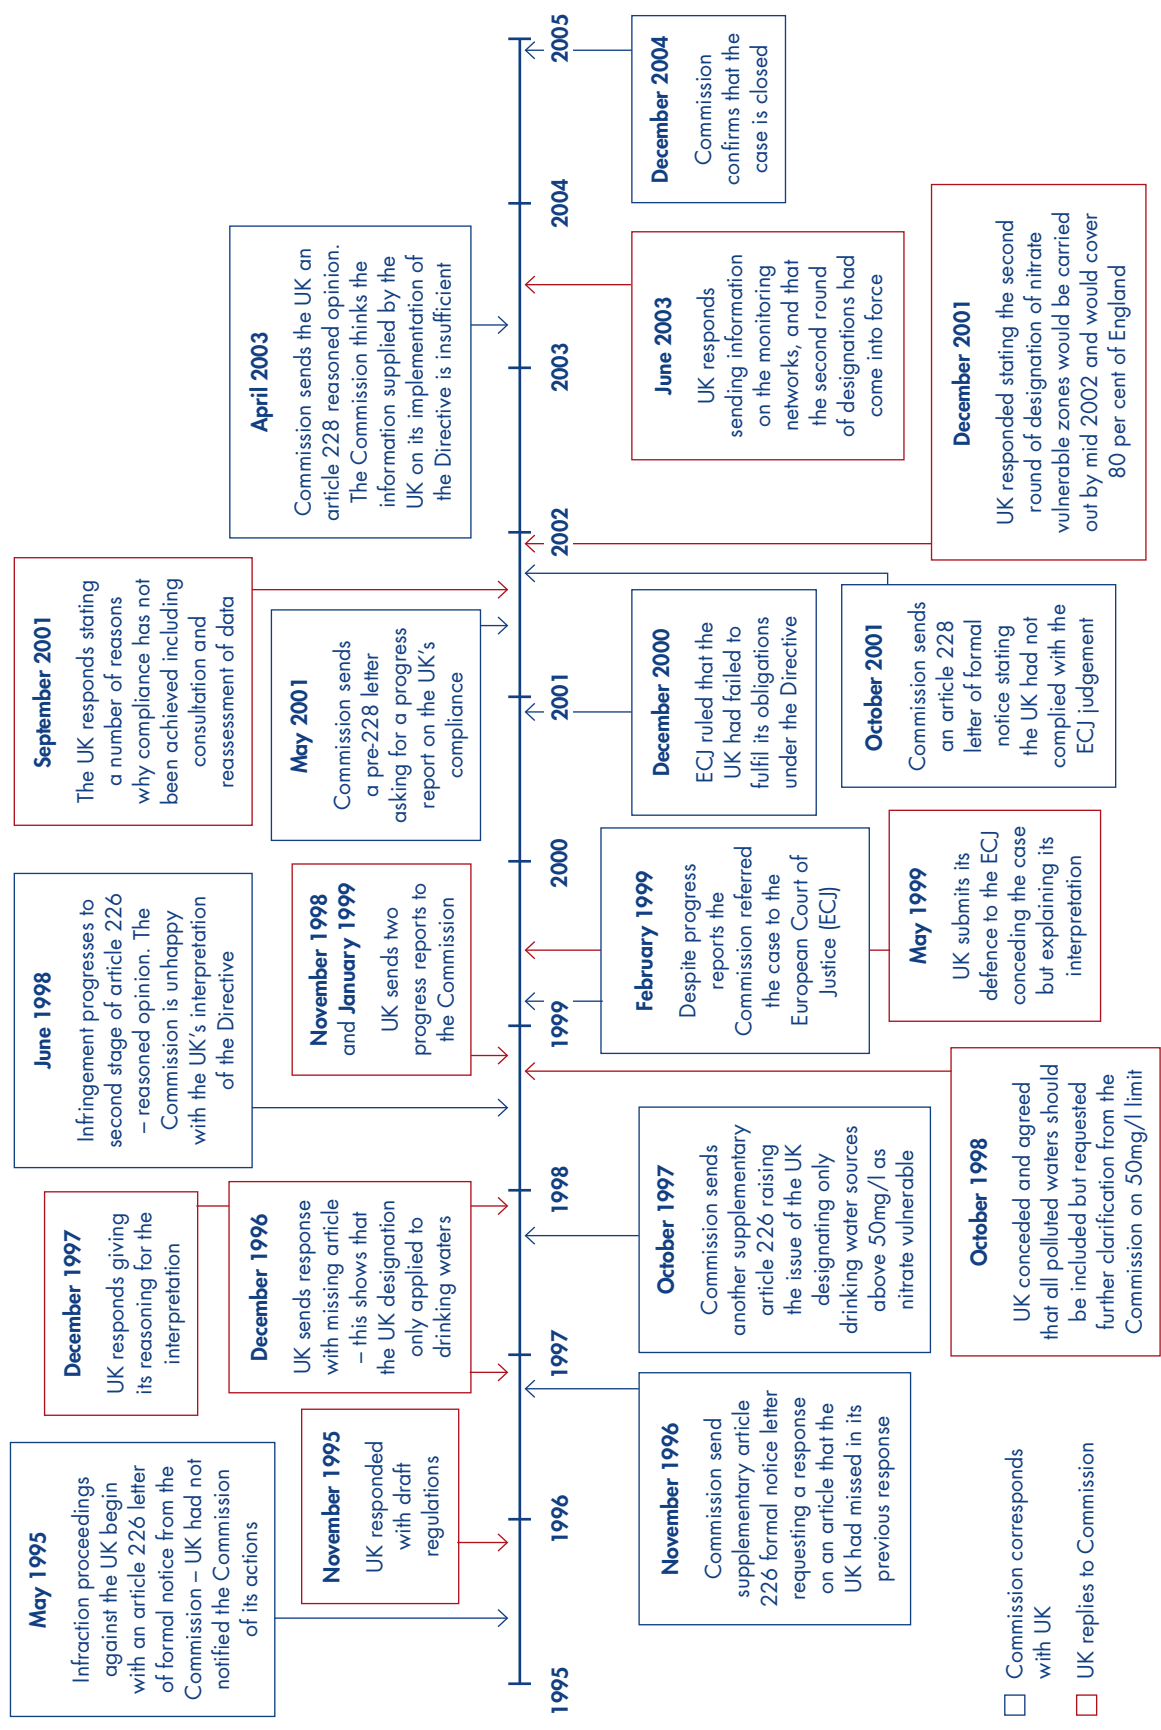 May 1995
Infraction proceedings
against the UK begin
with an article 226 letter
of formal notice from the
Commission – UK had not
notified the Commission
of its actions
December 1997
UK responds giving
its reasoning for the
interpretation
June 1998
Infringement progresses to
second stage of article 226
– reasoned opinion. The
Commission is unhappy
with the UK's interpretation
of the Directive
September 2001
The UK responds stating
a number of reasons
why compliance has not
been achieved including
consultation and
reassessment of data
November 1995
UK responded
with draft
regulations
December 1996
UK sends response
with missing article
– this shows that
the UK designation
only applied to
drinking waters
November 1998
and January 1999
UK sends two
progress reports to
the Commission
May 2001
Commission sends
a pre-228 letter
asking for a progress
report on the UK's
compliance
April 2003
Commission sends the UK an
article 228 reasoned opinion.
The Commission thinks the
information supplied by the
UK on its implementation of
the Directive is insufficient
1995
1996
1997
1998
1999
2000
2001
2002
2003
2004
2005
November 1996
Commission send
supplementary article
226 formal notice letter
requesting a response
on an article that the
UK had missed in its
previous response
October 1997
Commission sends
another supplementary
article 226 raising
the issue of the UK
designating only
drinking water sources
above 50mg/l as
nitrate vulnerable
February 1999
Despite progress
reports the
Commission referred
the case to the
European Court of
Justice (ECJ)
December 2000
ECJ ruled that the
UK had failed to
fulfil its obligations
under the Directive
June 2003
UK responds
sending information
on the monitoring
networks, and that
the second round
of designations had
come into force
December 2004
Commission
confirms that the
case is closed
October 1998
UK conceded and agreed
that all polluted waters should
be included but requested
further clarification from the
Commission on 50mg/l limit
May 1999
UK submits its
defence to the ECJ
conceding the case
but explaining its
interpretation
October 2001
Commission sends
an article 228
letter of formal
notice stating
the UK had not
complied with the
ECJ judgement
December 2001
UK responded stating the second
round of designation of nitrate
vulnerable zones would be carried
out by mid 2002 and would cover
80 per cent of England
Commission corresponds
with UK
UK replies to Commission